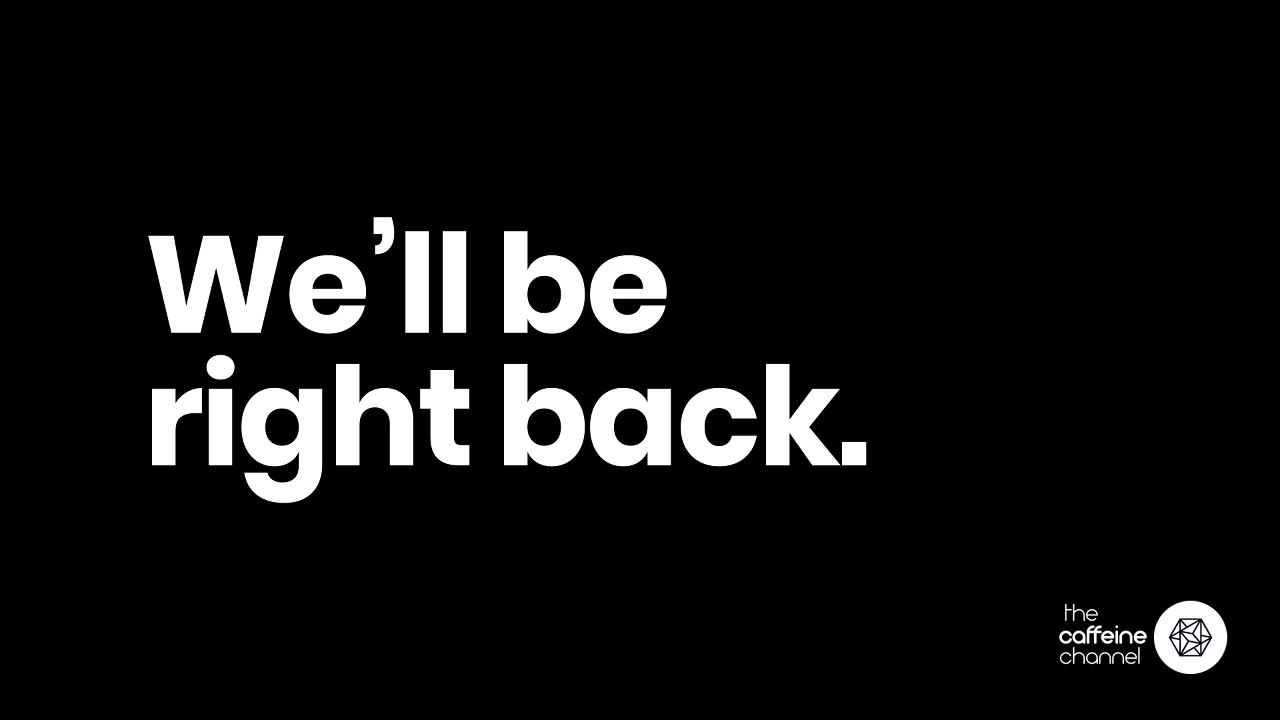 We’ll be
right back.
the
caffeine
channel